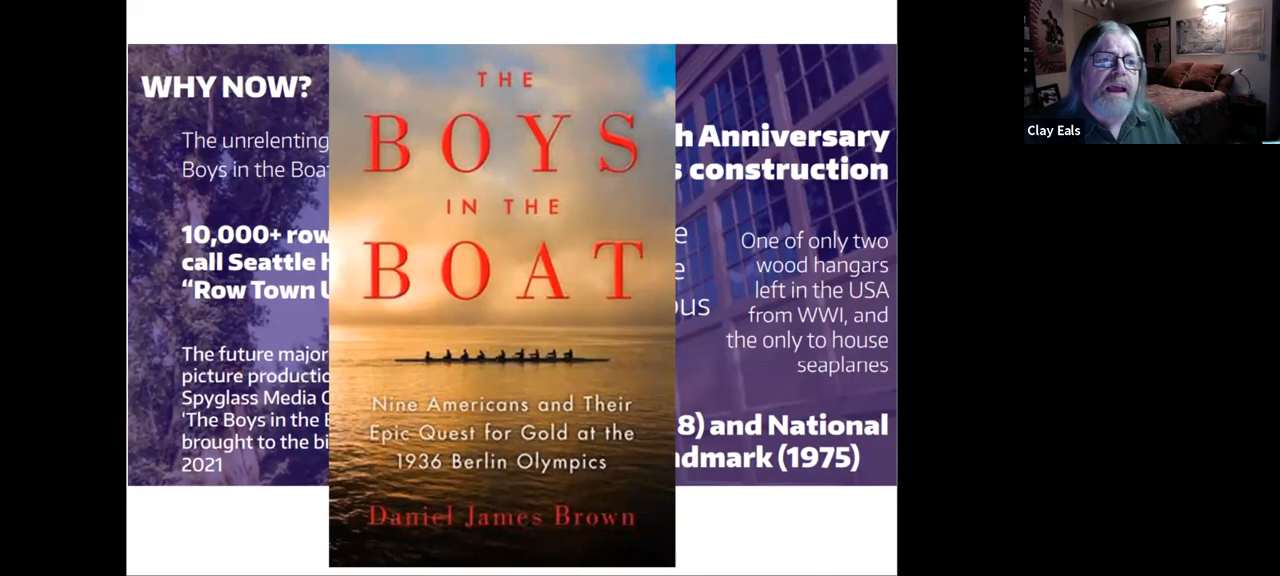 WHY NOW?
The unrelenting
Boys in the Boa
10,000+ row
call Seattle h
“Row Town U
The future major
picture productio
Spyglass Media C
‘The Boys in the B
brought to the bi
2021
THE
BOYS
IN THE
BOAT
Nine Americans and Their
Epic Quest for Gold at the
1936 Berlin Olympics
Daniel James Brown
h Anniversary
s construction
e
e
ous
One of only two
wood hangars
left in the USA
from WWI, and
the only to house
seaplanes
8) and National
ndmark (1975)
Clay Eals